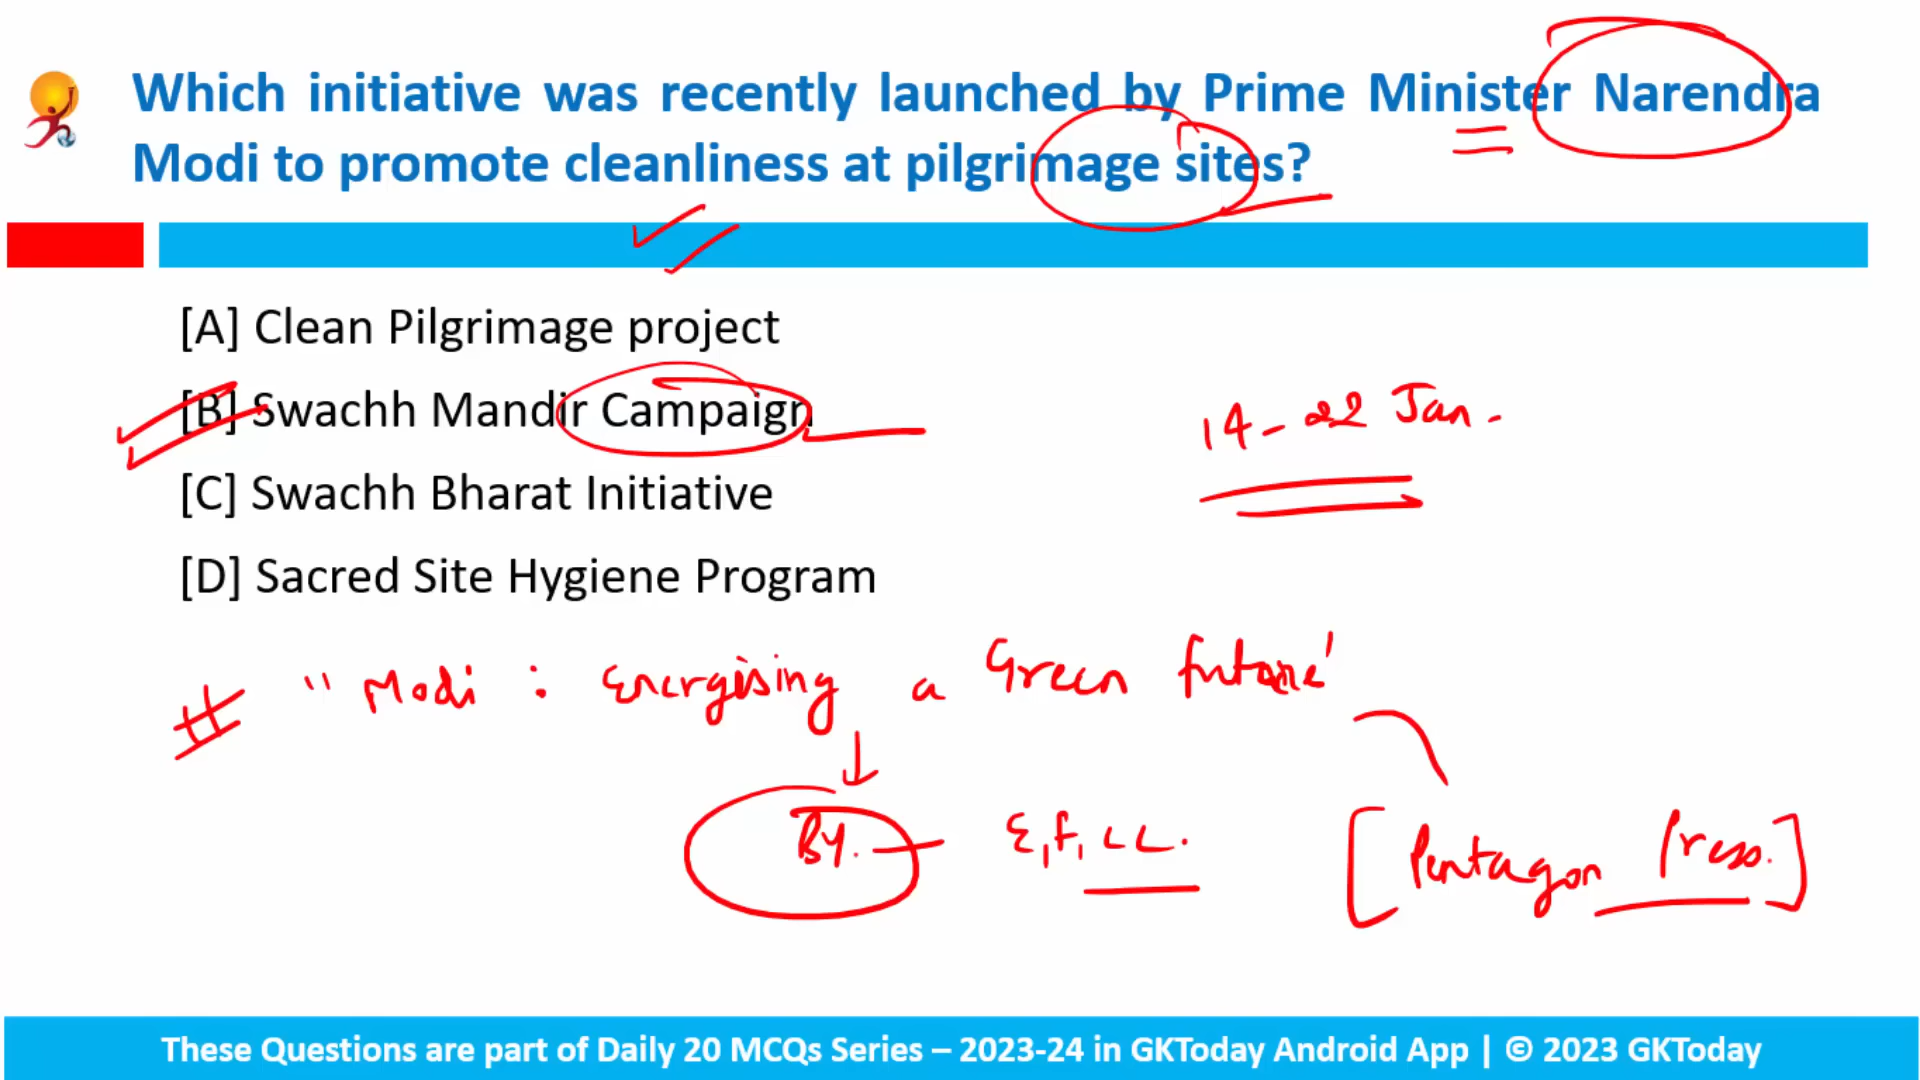 Which initiative was recently launched by Prime Minister Narendra
Modi to promote cleanliness at pilgrimage sites?
[A] Clean Pilgrimage project
[B] Swachh Mandir Campaign
14-22 Jan.
[C] Swachh Bharat Initiative
[D] Sacred Site Hygiene Program
# "Modi : Energising a Green future'
By. E,F,LL.
[Pentagon Press.]
These Questions are part of Daily 20 MCQs Series – 2023-24 in GKToday Android App | © 2023 GKToday